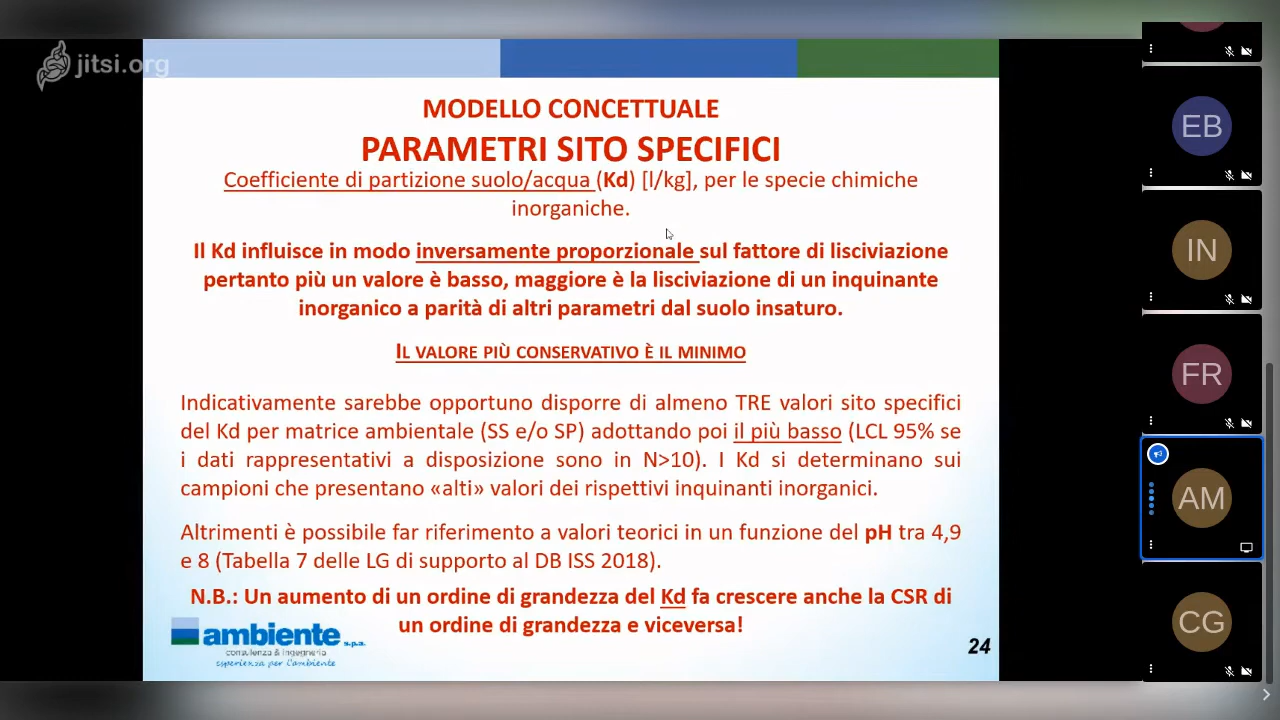 jitsi.org
MODELLO CONCETTUALE
PARAMETRI SITO SPECIFICI
Coefficiente di partizione suolo/acqua (Kd) [l/kg], per le specie chimiche
inorganiche.
Il Kd influisce in modo inversamente proporzionale sul fattore di lisciviazione
pertanto più un valore è basso, maggiore è la lisciviazione di un inquinante
inorganico a parità di altri parametri dal suolo insaturo.
IL VALORE PIÙ CONSERVATIVO È IL MINIMO
Indicativamente sarebbe opportuno disporre di almeno TRE valori sito specifici
del Kd per matrice ambientale (SS e/o SP) adottando poi il più basso (LCL 95% se
i dati rappresentativi a disposizione sono in N>10). I Kd si determinano sui
campioni che presentano «alti» valori dei rispettivi inquinanti inorganici.
Altrimenti è possibile far riferimento a valori teorici in un funzione del pH tra 4,9
e 8 (Tabella 7 delle LG di supporto al DB ISS 2018).
N.B.: Un aumento di un ordine di grandezza del Kd fa crescere anche la CSR di
un ordine di grandezza e viceversa!
ambiente s.p.a.
consulenza & ingegneria
esperienza per l'ambiente
24
EB
IN
FR
AM
CG